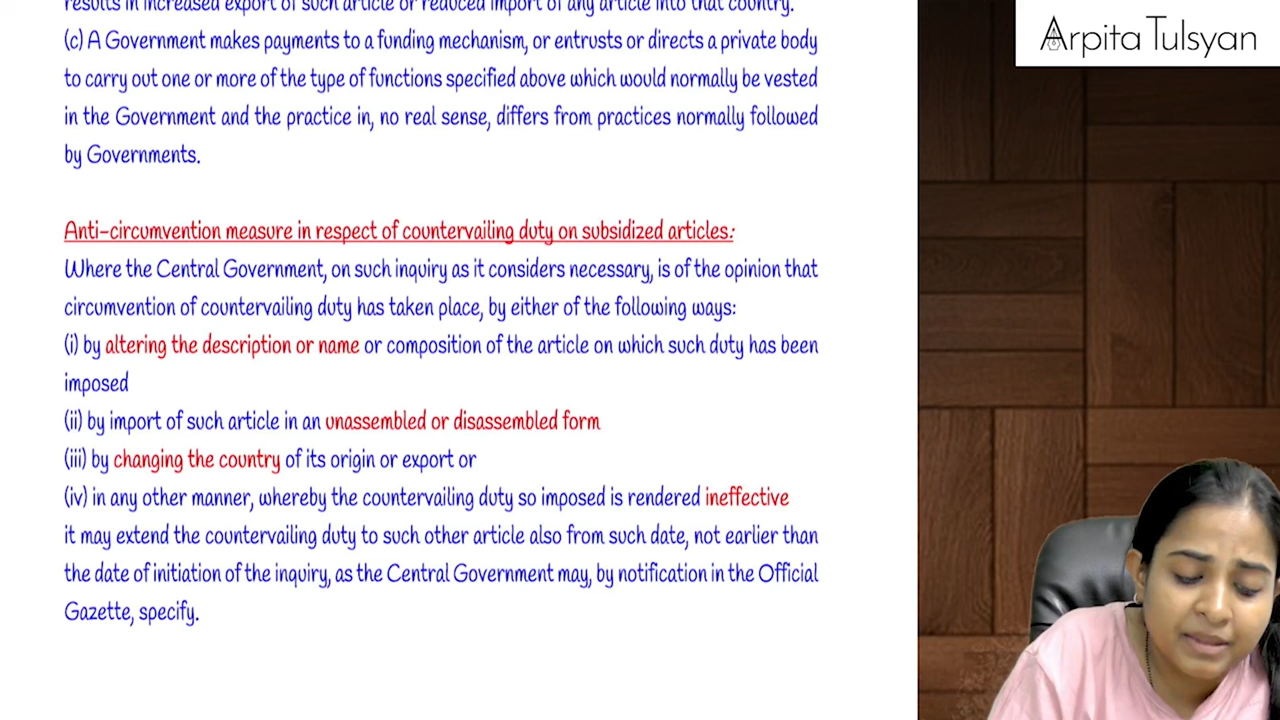 results in increased export of such article or reduced import of any article into that country.
(c) A Government makes payments to a funding mechanism, or entrusts or directs a private body
to carry out one or more of the type of functions specified above which would normally be vested
in the Government and the practice in, no real sense, differs from practices normally followed
by Governments.
Anti-circumvention measure in respect of countervailing duty on subsidized articles:
Where the Central Government, on such inquiry as it considers necessary, is of the opinion that
circumvention of countervailing duty has taken place, by either of the following ways:
(i) by altering the description or name or composition of the article on which such duty has been
imposed
(ii) by import of such article in an unassembled or disassembled form
(iii) by changing the country of its origin or export or
(iv) in any other manner, whereby the countervailing duty so imposed is rendered ineffective
it may extend the countervailing duty to such other article also from such date, not earlier than
the date of initiation of the inquiry, as the Central Government may, by notification in the Official
Gazette, specify.
Arpita Tulsyan